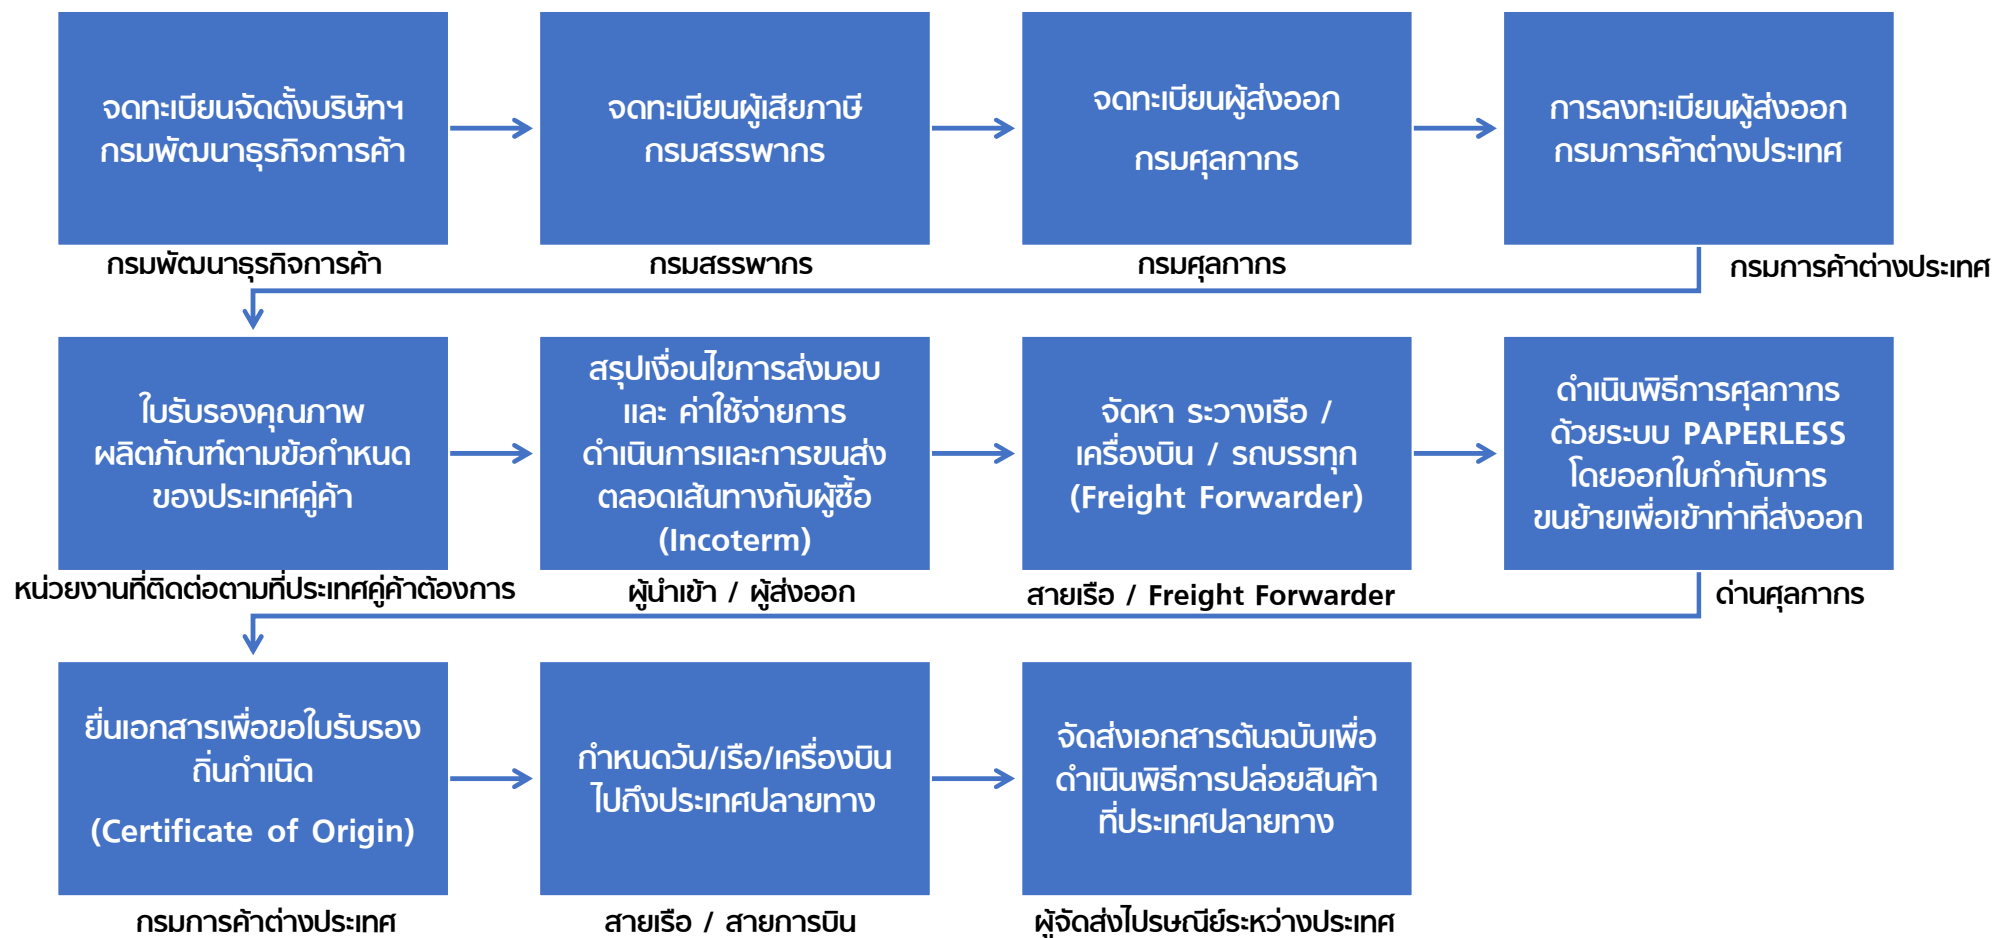 จดทะเบียนจัดตั้งบริษัทฯ
กรมพัฒนาธุรกิจการค้า
กรมพัฒนาธุรกิจการค้า
จดทะเบียนผู้เสียภาษี
กรมสรรพากร
กรมสรรพากร
จดทะเบียนผู้ส่งออก
กรมศุลกากร
กรมศุลกากร
การลงทะเบียนผู้ส่งออก
กรมการค้าต่างประเทศ
กรมการค้าต่างประเทศ
ใบรับรองคุณภาพ
ผลิตภัณฑ์ตามข้อกำหนด
ของประเทศคู่ค้า
หน่วยงานที่ติดต่อตามที่ประเทศคู่ค้าต้องการ
สรุปเงื่อนไขการส่งมอบ
และ ค่าใช้จ่ายการ
ดำเนินการและการขนส่ง
ตลอดเส้นทางกับผู้ซื้อ
(Incoterm)
ผู้นำเข้า / ผู้ส่งออก
จัดหา ระวางเรือ /
เครื่องบิน / รถบรรทุก
(Freight Forwarder)
สายเรือ / Freight Forwarder
ดำเนินพิธีการศุลกากร
ด้วยระบบ PAPERLESS
โดยออกใบกำกับการ
ขนย้ายเพื่อเข้าท่าที่ส่งออก
ด่านศุลกากร
ยื่นเอกสารเพื่อขอใบรับรอง
ถิ่นกำเนิด
(Certificate of Origin)
กรมการค้าต่างประเทศ
กำหนดวัน/เรือ/เครื่องบิน
ไปถึงประเทศปลายทาง
สายเรือ / สายการบิน
จัดส่งเอกสารต้นฉบับเพื่อ
ดำเนินพิธีการปล่อยสินค้า
ที่ประเทศปลายทาง
ผู้จัดส่งไปรษณีย์ระหว่างประเทศ